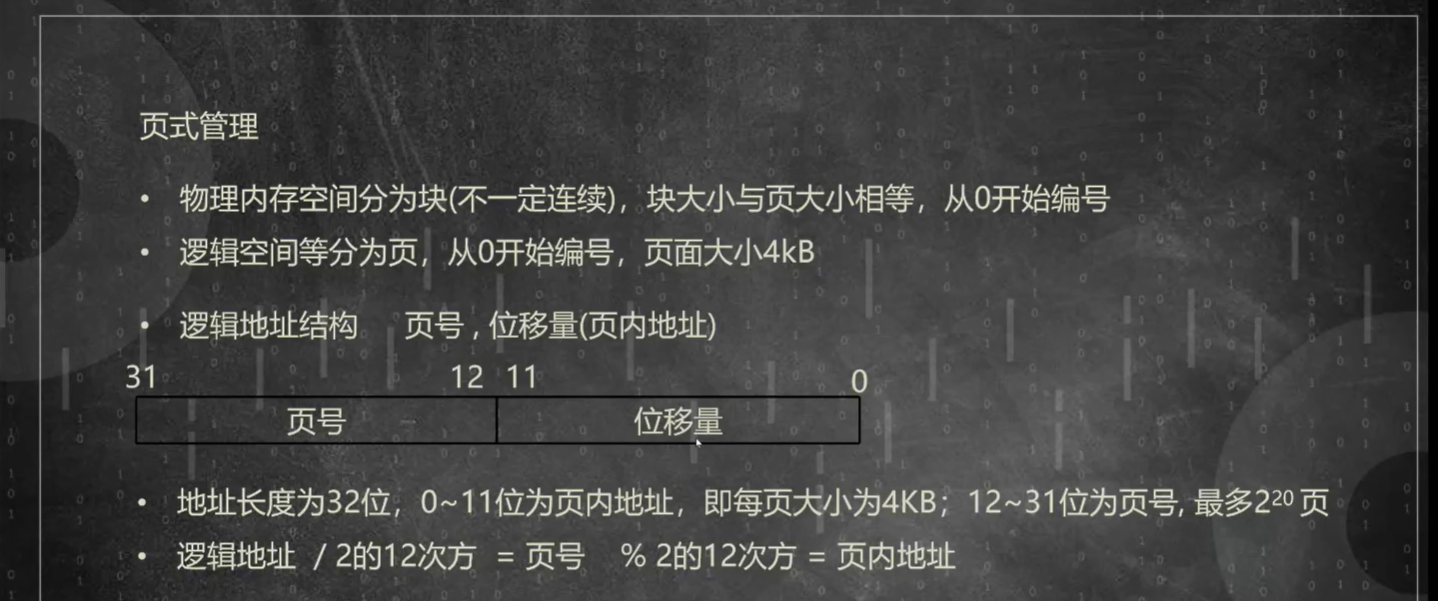 页式管理
• 物理内存空间分为块(不一定连续)，块大小与页大小相等，从0开始编号
• 逻辑空间等分为页，从0开始编号，页面大小4kB
• 逻辑地址结构 页号 , 位移量(页内地址)
31 12 11 0
页号 位移量
• 地址长度为32位，0~11位为页内地址，即每页大小为4KB；12~31位为页号, 最多2²⁰ 页
• 逻辑地址 / 2的12次方 = 页号 % 2的12次方 = 页内地址